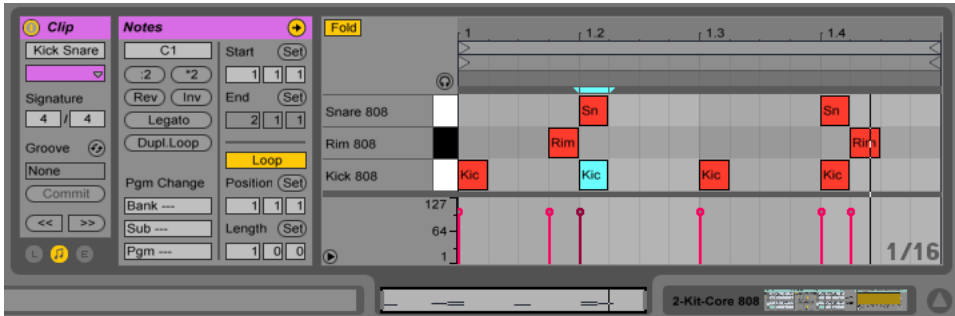 Clip
Kick Snare
Signature
4 / 4
Groove
None
Commit
<< >>
L E
Notes
C1
:2 *2
Rev Inv
Legato
Dupl.Loop
Pgm Change
Bank ---
Sub ---
Pgm ---
Start Set
1 1 1
End Set
2 1 1
Loop
Position Set
1 1 1
Length Set
1 0 0
Fold
1 1.2 1.3 1.4
Snare 808 Sn Sn
Rim 808 Rim Rim
Kick 808 Kic Kic Kic Kic
127
64
1
1/16
2-Kit-Core 808